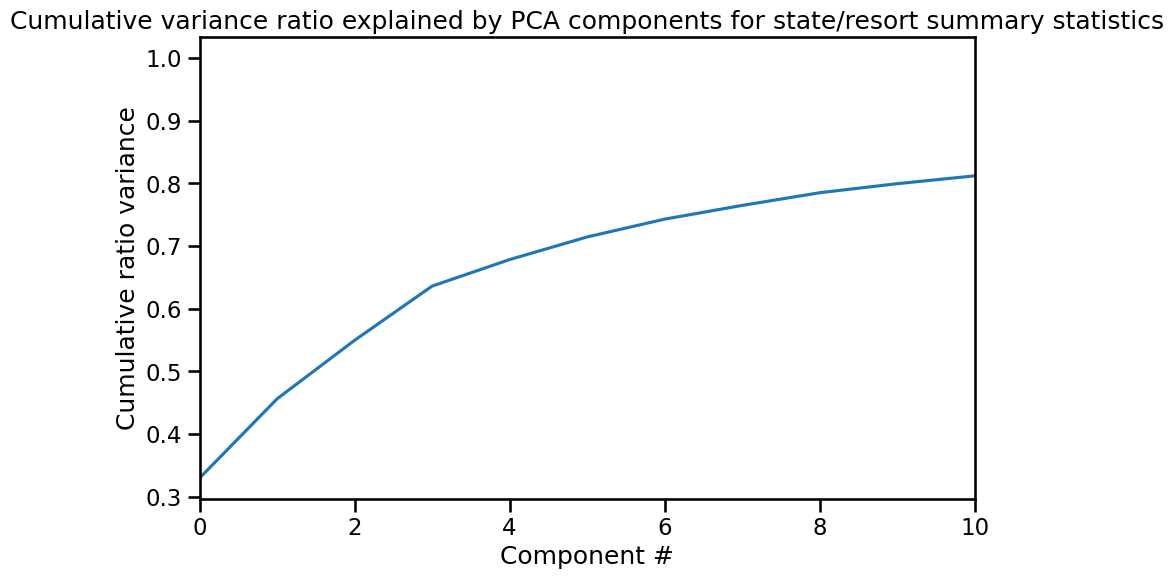 Cumulative variance ratio explained by PCA components for state/resort summary statistics
1.0
0.9
0.8
0.7
0.6
0.5
0.4
0.3
Cumulative ratio variance
0 2 4 6 8 10
Component #